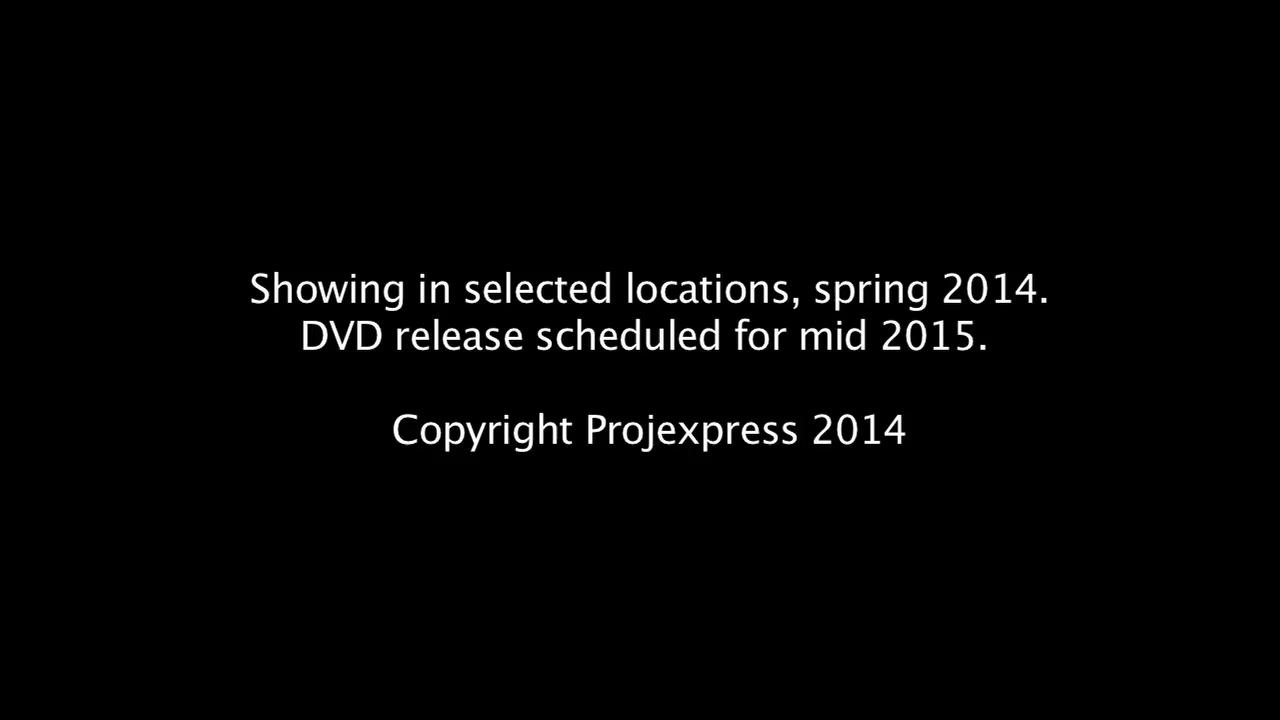 Showing in selected locations, spring 2014.
DVD release scheduled for mid 2015.
Copyright Projexpress 2014